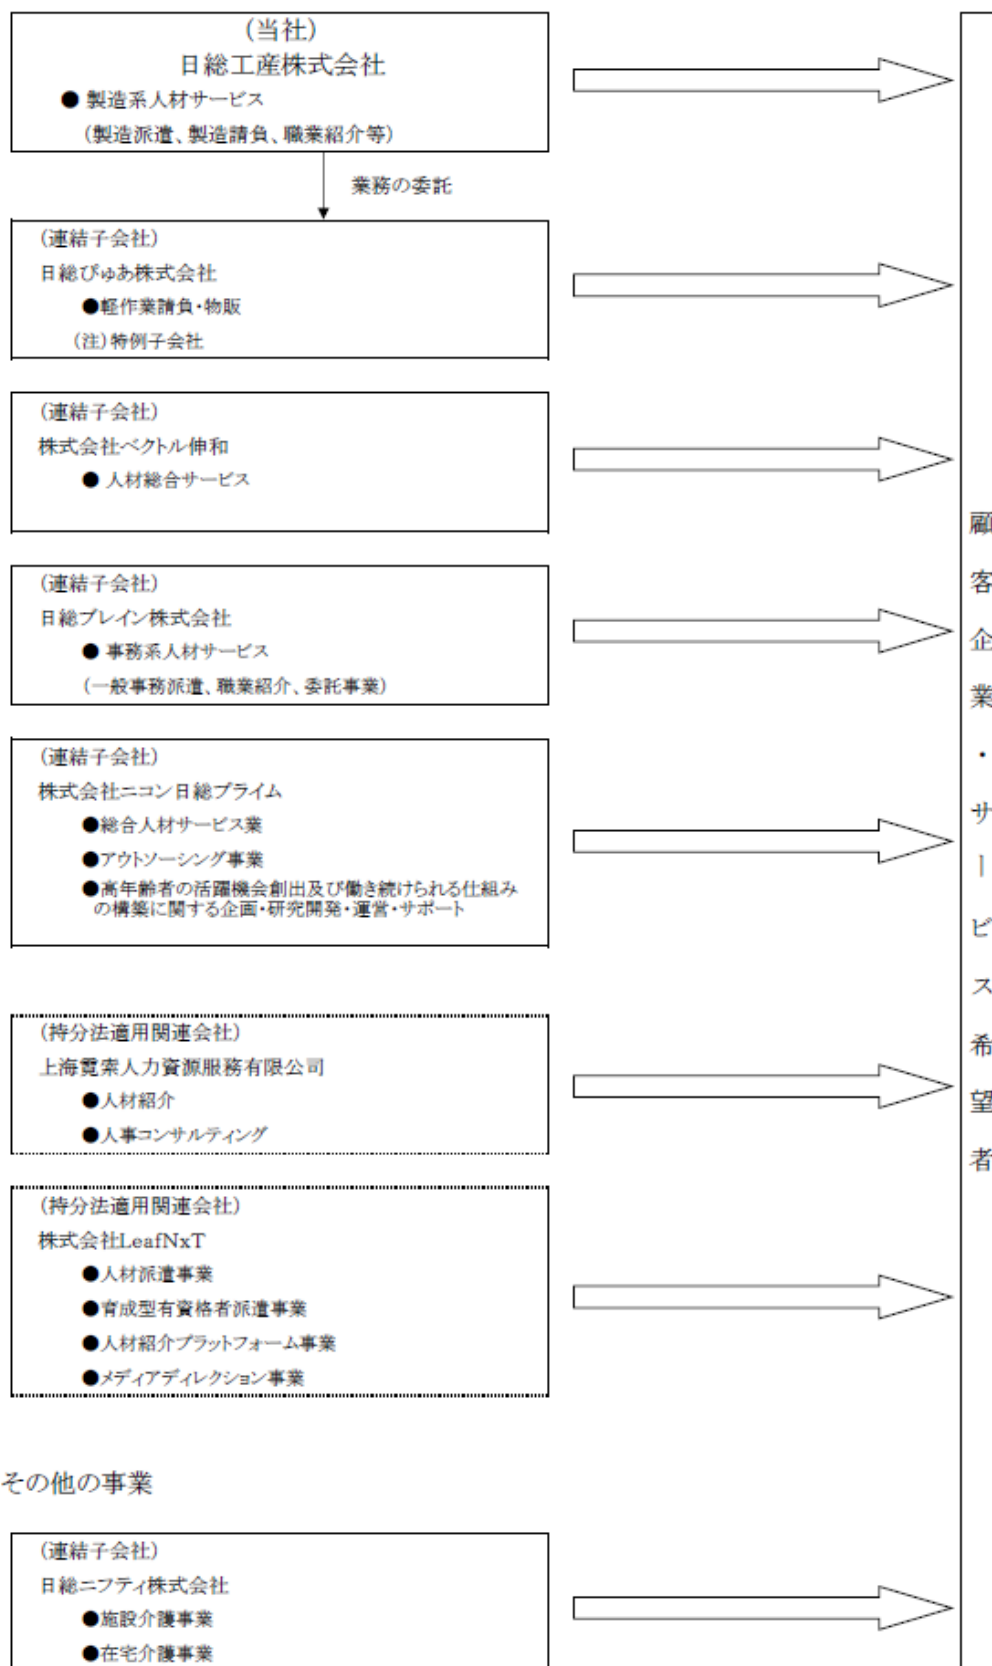 (当社)
日総工産株式会社
● 製造系人材サービス
(製造派遣、製造請負、職業紹介等)
業務の委託
(連結子会社)
日総ぴゅあ株式会社
●軽作業請負・物販
(注)特例子会社
(連結子会社)
株式会社ベクトル伸和
● 人材総合サービス
(連結子会社)
日総ブレイン株式会社
● 事務系人材サービス
(一般事務派遣、職業紹介、委託事業)
(連結子会社)
株式会社ニコン日総プライム
●総合人材サービス業
●アウトソーシング事業
●高年齢者の活躍機会創出及び働き続けられる仕組み
の構築に関する企画・研究開発・運営・サポート
(持分法適用関連会社)
上海霓索人力資源服務有限公司
●人材紹介
●人事コンサルティング
(持分法適用関連会社)
株式会社LeafNxT
●人材派遣事業
●育成型有資格者派遣事業
●人材紹介プラットフォーム事業
●メディアディレクション事業
その他の事業
(連結子会社)
日総ニフティ株式会社
●施設介護事業
●在宅介護事業
顧客企業・サービス希望者